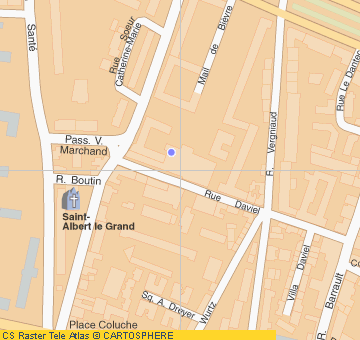 Santé
Rue Soeur
Catherine-Marie
Mail de Bièvre
Rue Le Dantec
R. Vergniaud
Pass. V.
Marchand
R. Boutin
Saint-
Albert le Grand
Rue Daviel
Villa Daviel
R. Barrault
Wurtz
Sq. A. Dreyer
Place Coluche
CS Raster Tele Atlas © CARTOSPHERE